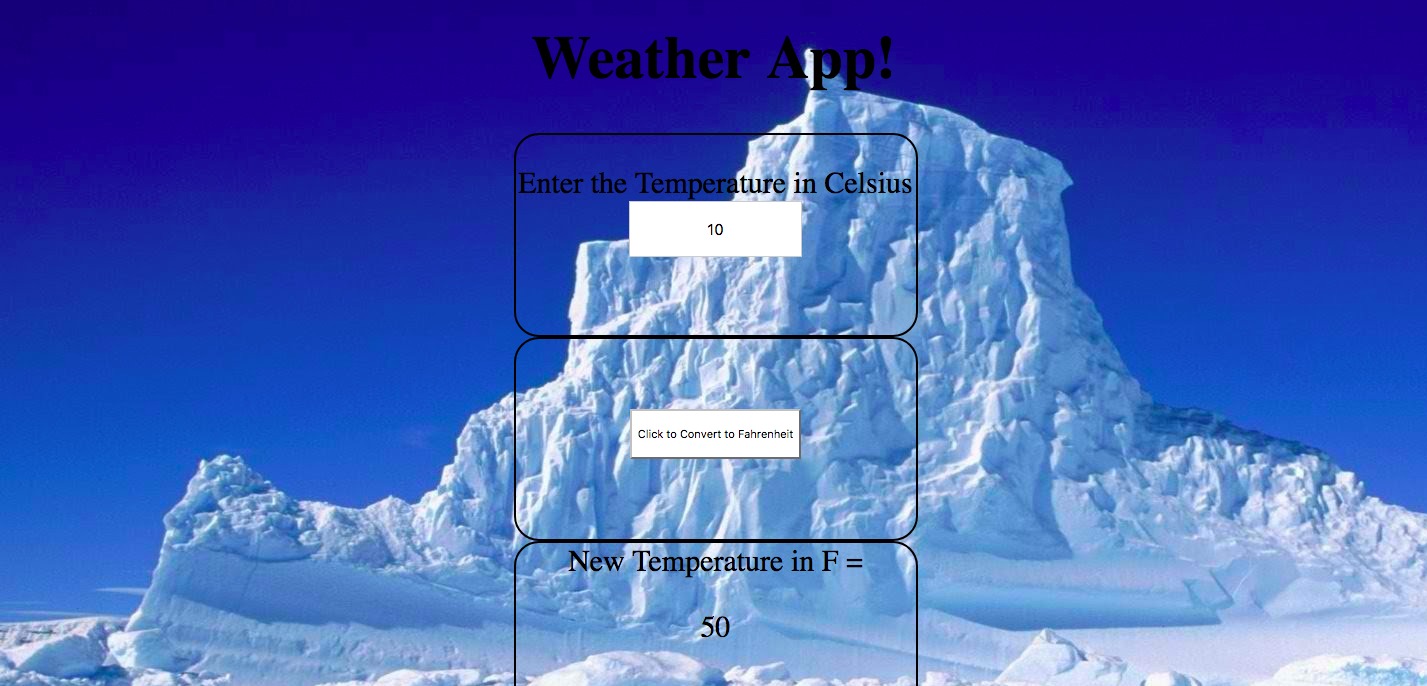 Weather App!
Enter the Temperature in Celsius
10
Click to Convert to Fahrenheit
New Temperature in F =
50